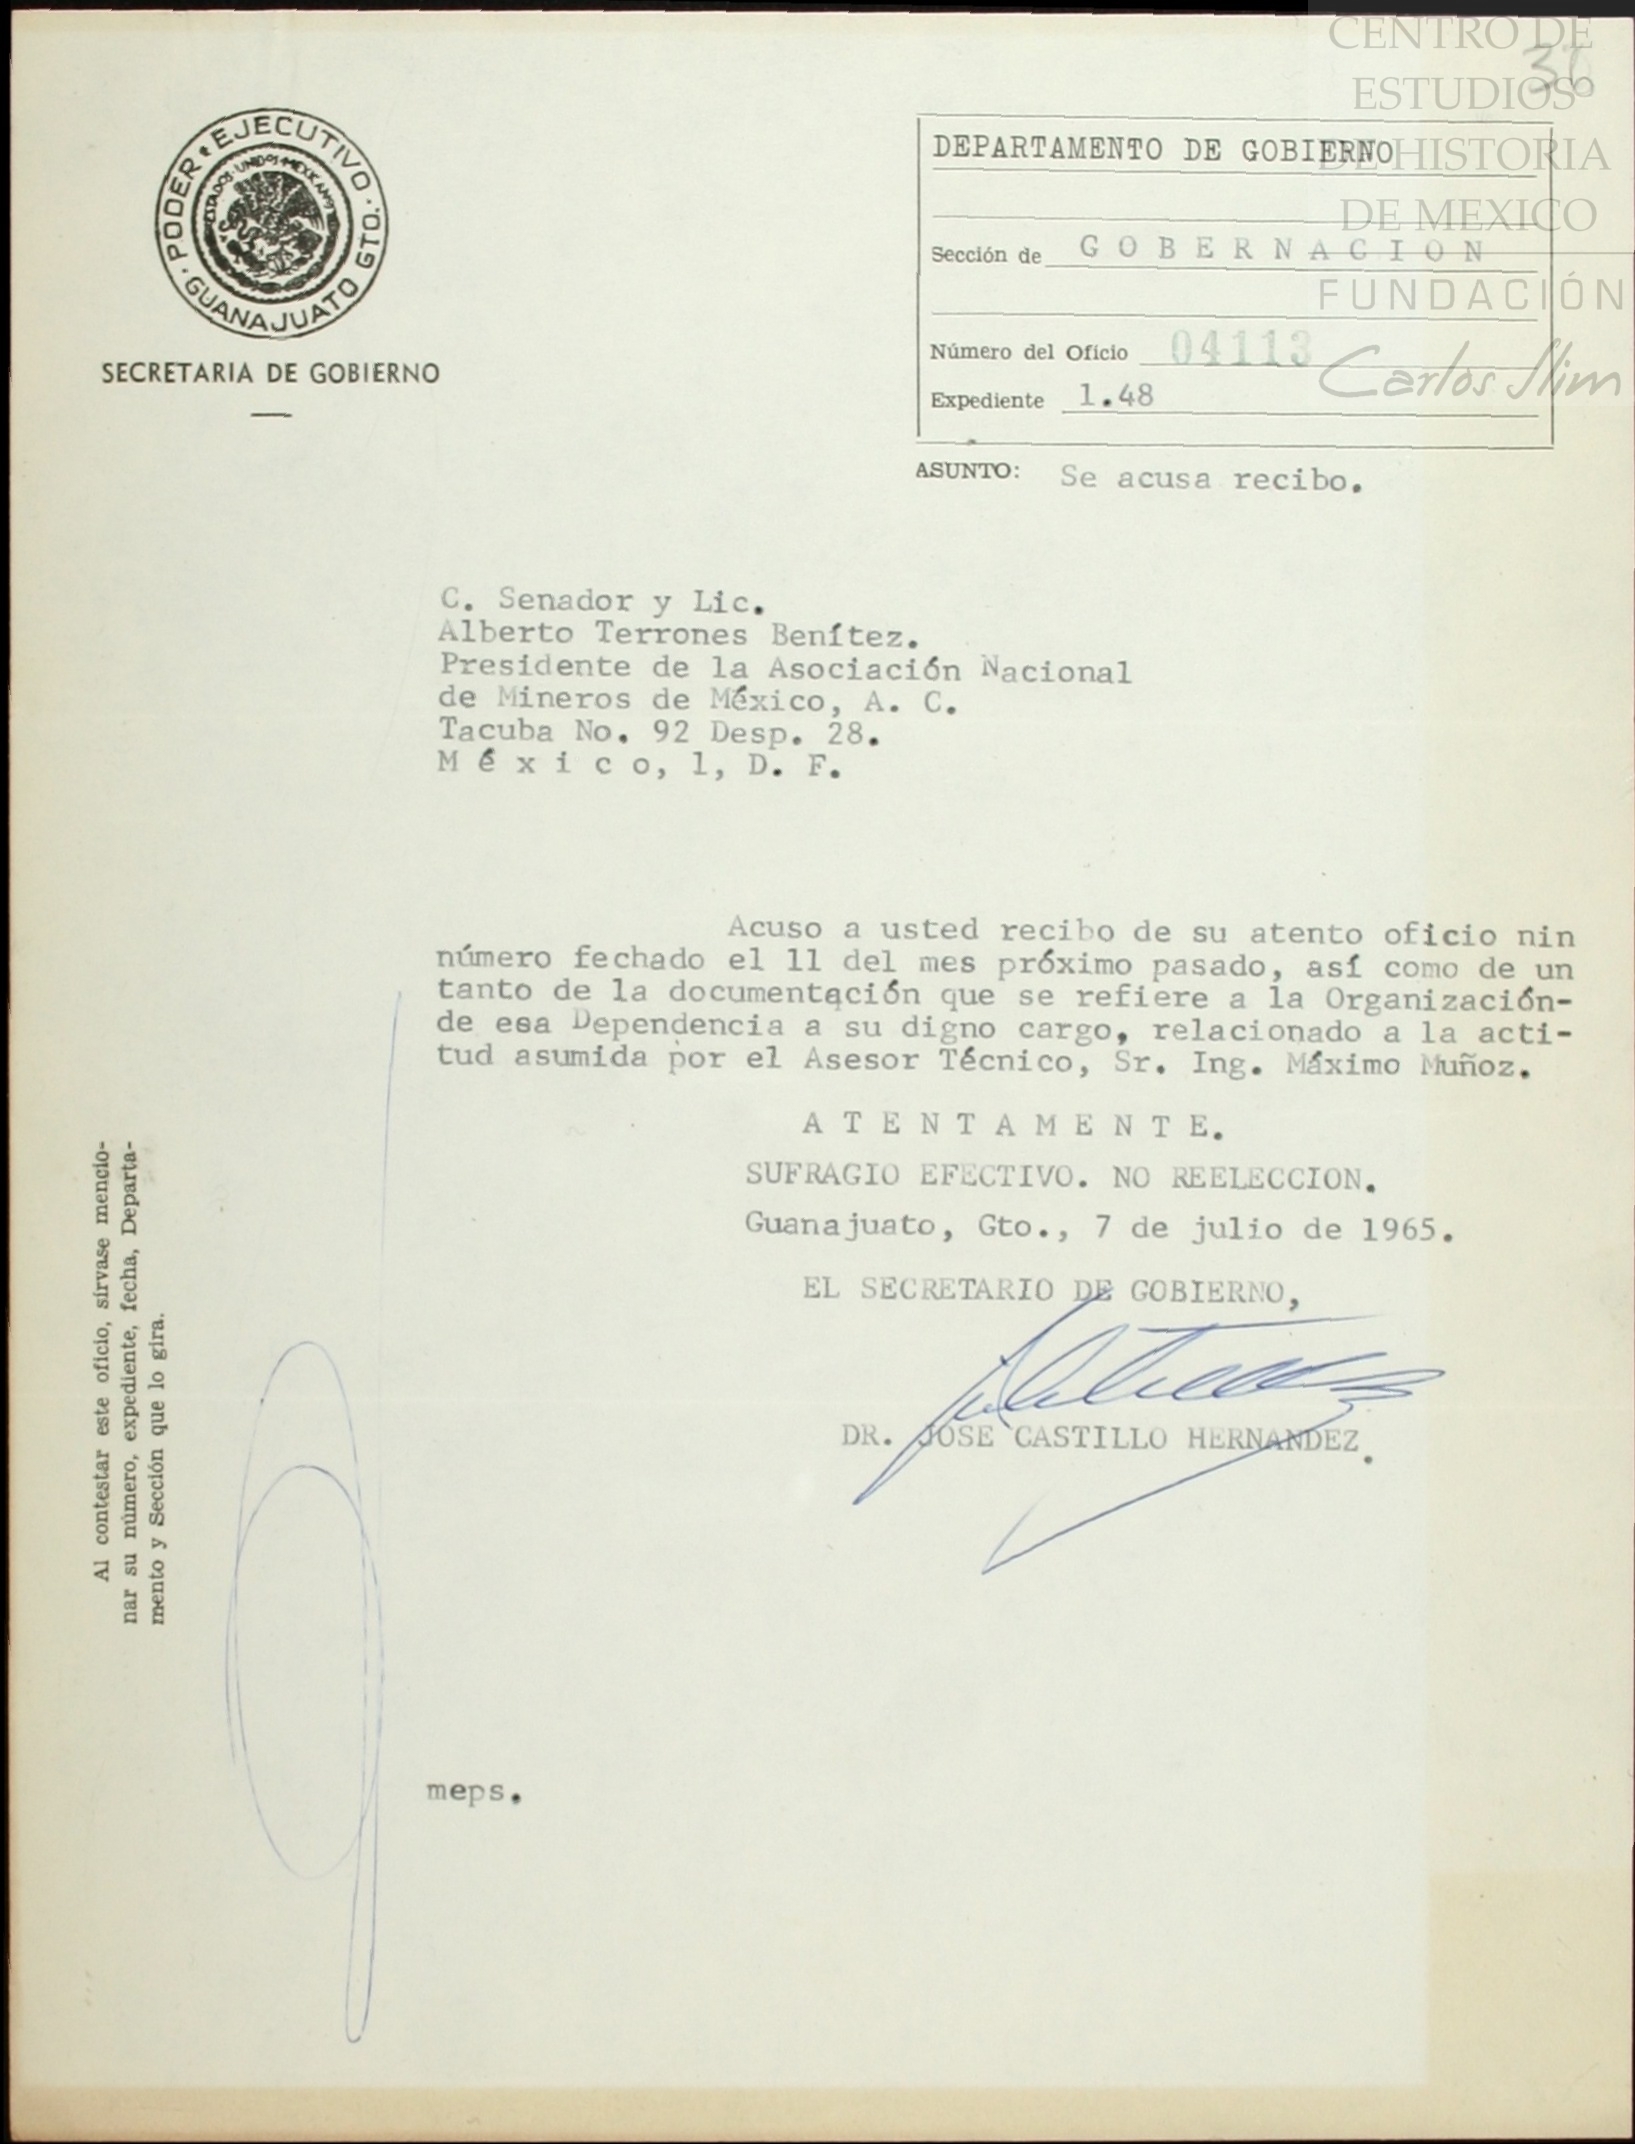 CENTRO DE
ESTUDIOS
DE HISTORIA
DE MEXICO
FUNDACIÓN
Carlos Slim
PODER EJECUTIVO
GUANAJUATO, GTO.
ESTADOS UNIDOS MEXICANOS
SECRETARIA DE GOBIERNO
DEPARTAMENTO DE GOBIERNO
Sección de G O B E R N A C I O N
Número del Oficio 04113
Expediente 1.48
ASUNTO: Se acusa recibo.
C. Senador y Lic.
Alberto Terrones Benítez.
Presidente de la Asociación Nacional
de Mineros de México, A. C.
Tacuba No. 92 Desp. 28.
M é x i c o, 1, D. F.
Acuso a usted recibo de su atento oficio nin
número fechado el 11 del mes próximo pasado, así como de un
tanto de la documentación que se refiere a la Organización-
de esa Dependencia a su digno cargo, relacionado a la acti-
tud asumida por el Asesor Técnico, Sr. Ing. Máximo Muñoz.
A T E N T A M E N T E.
SUFRAGIO EFECTIVO. NO REELECCION.
Guanajuato, Gto., 7 de julio de 1965.
EL SECRETARIO DE GOBIERNO,
DR. JOSE CASTILLO HERNANDEZ.
Al contestar este oficio, sírvase mencio-
nar su número, expediente, fecha, Departa-
mento y Sección que lo gira.
meps.